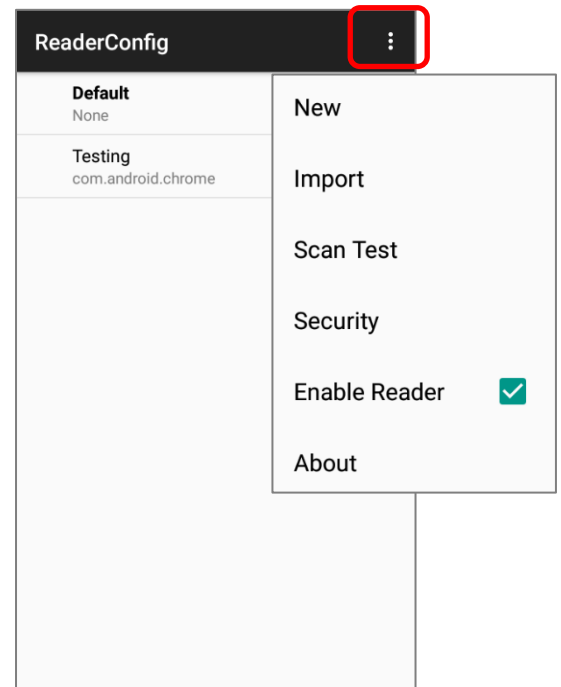 ReaderConfig
Default
None
Testing
com.android.chrome
New
Import
Scan Test
Security
Enable Reader
About